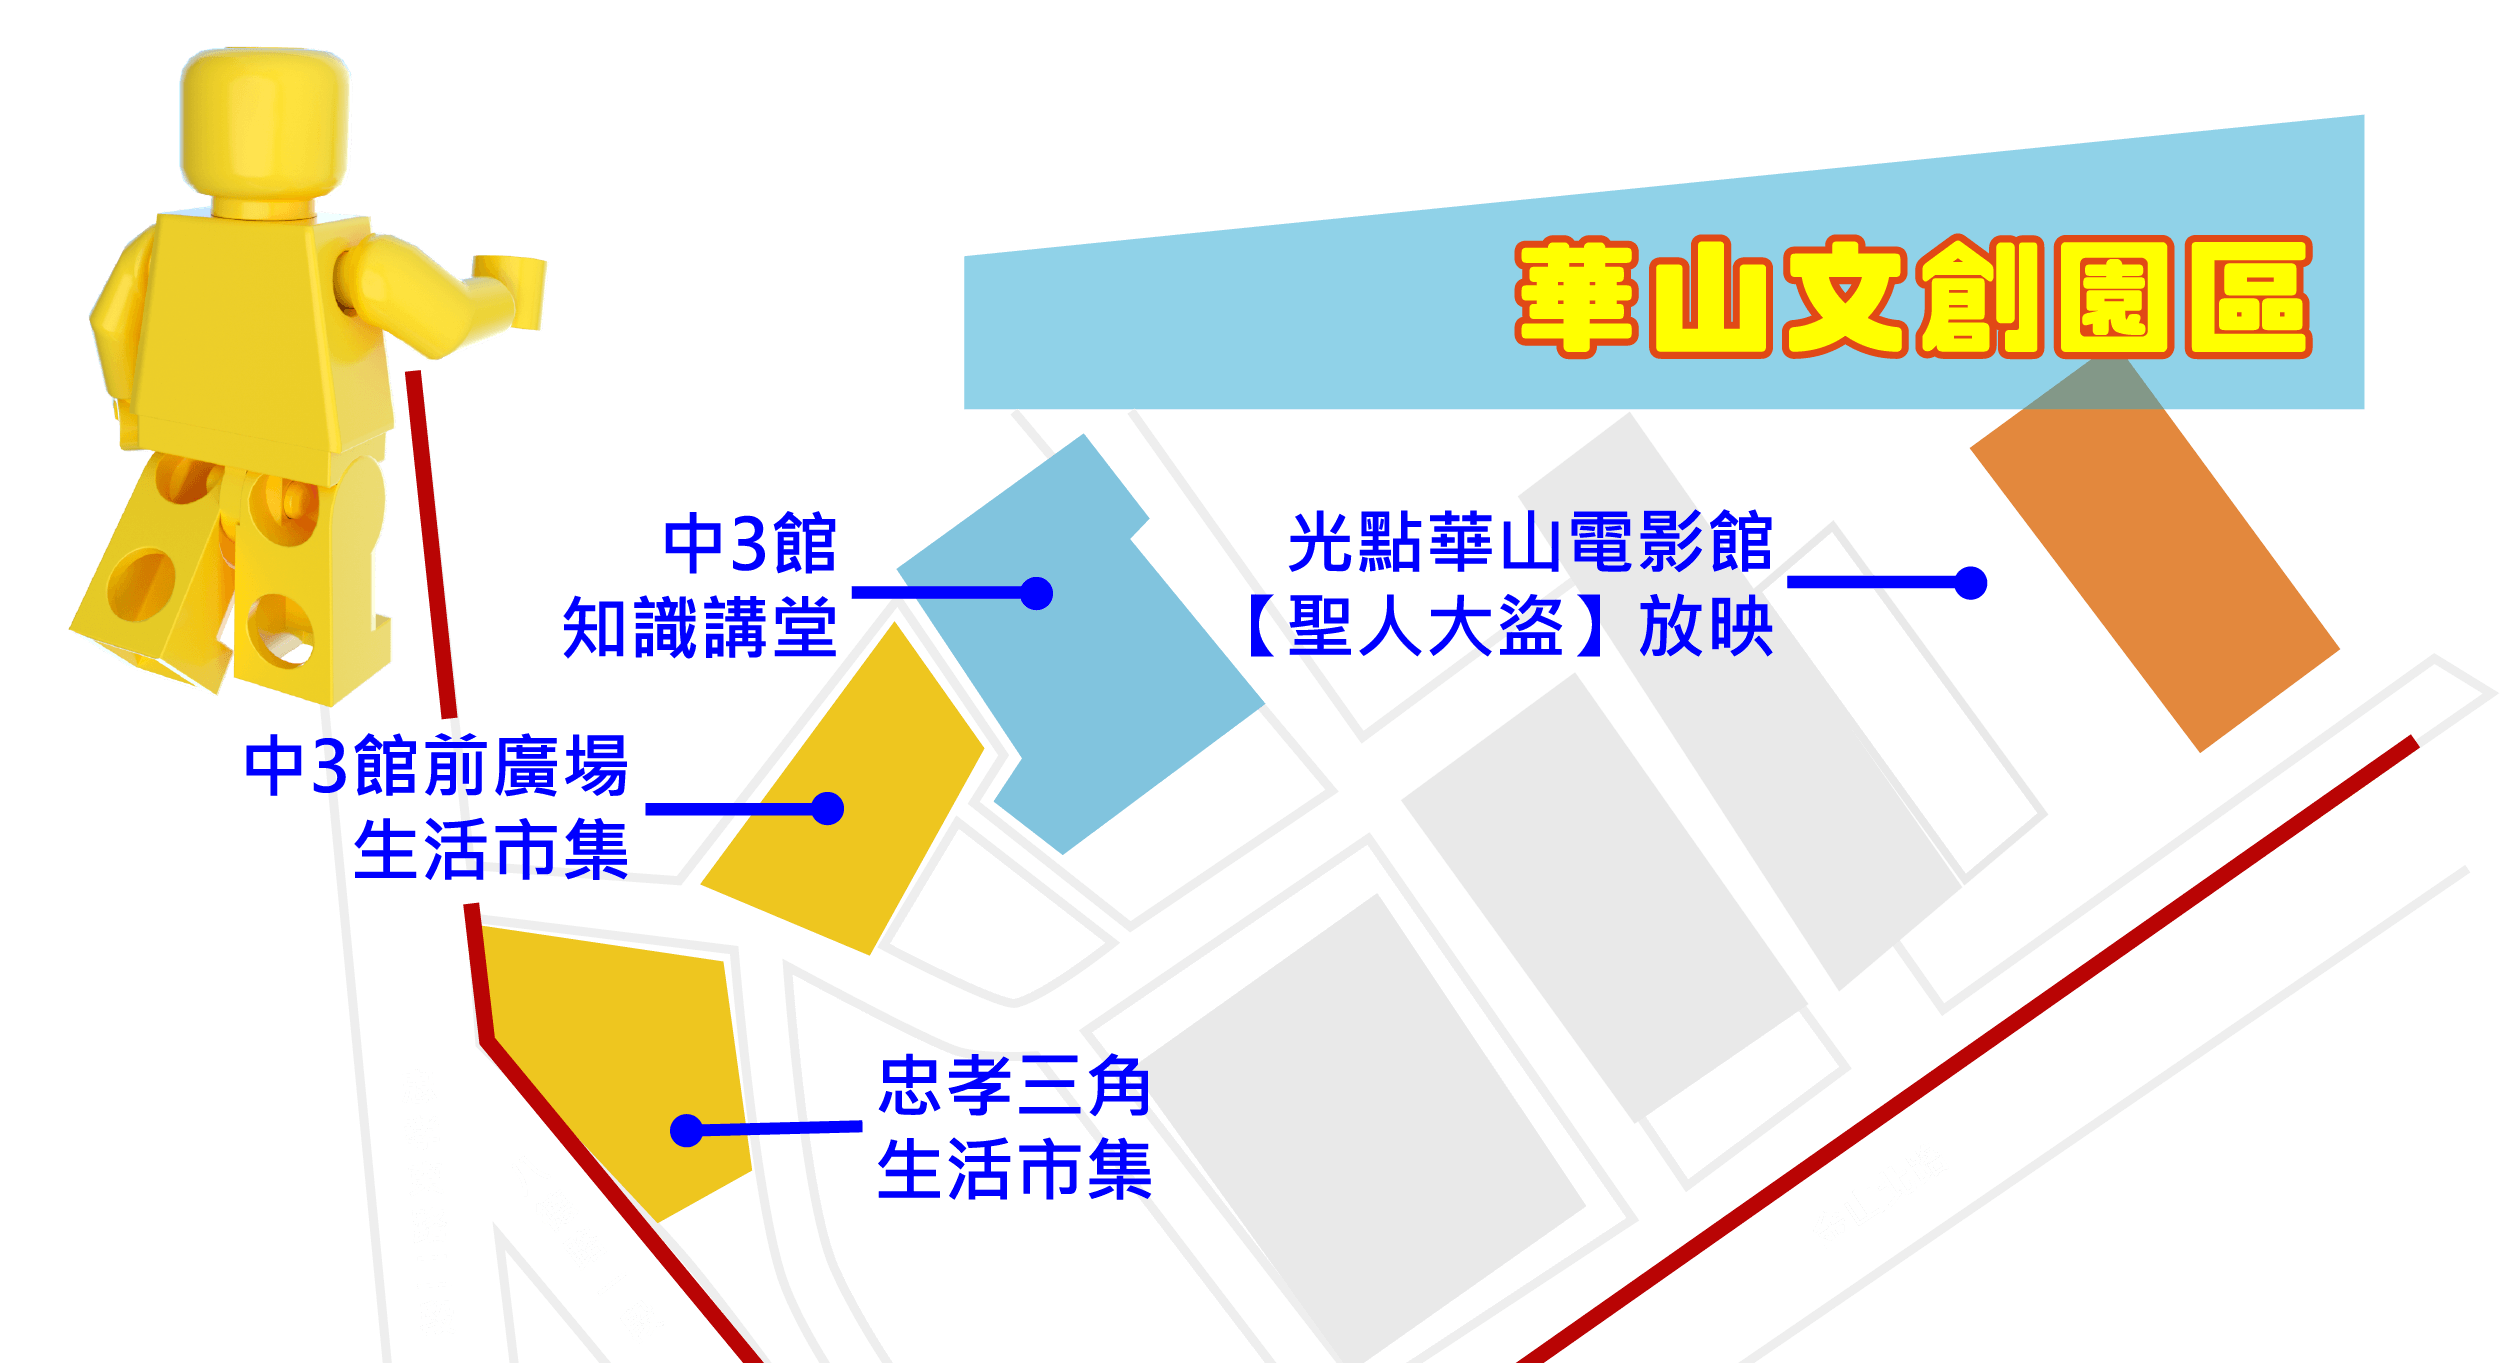 華山文創園區
中3館
知識講堂
光點華山電影館
【聖人大盜】放映
中3館前廣場
生活市集
忠孝三角
生活市集